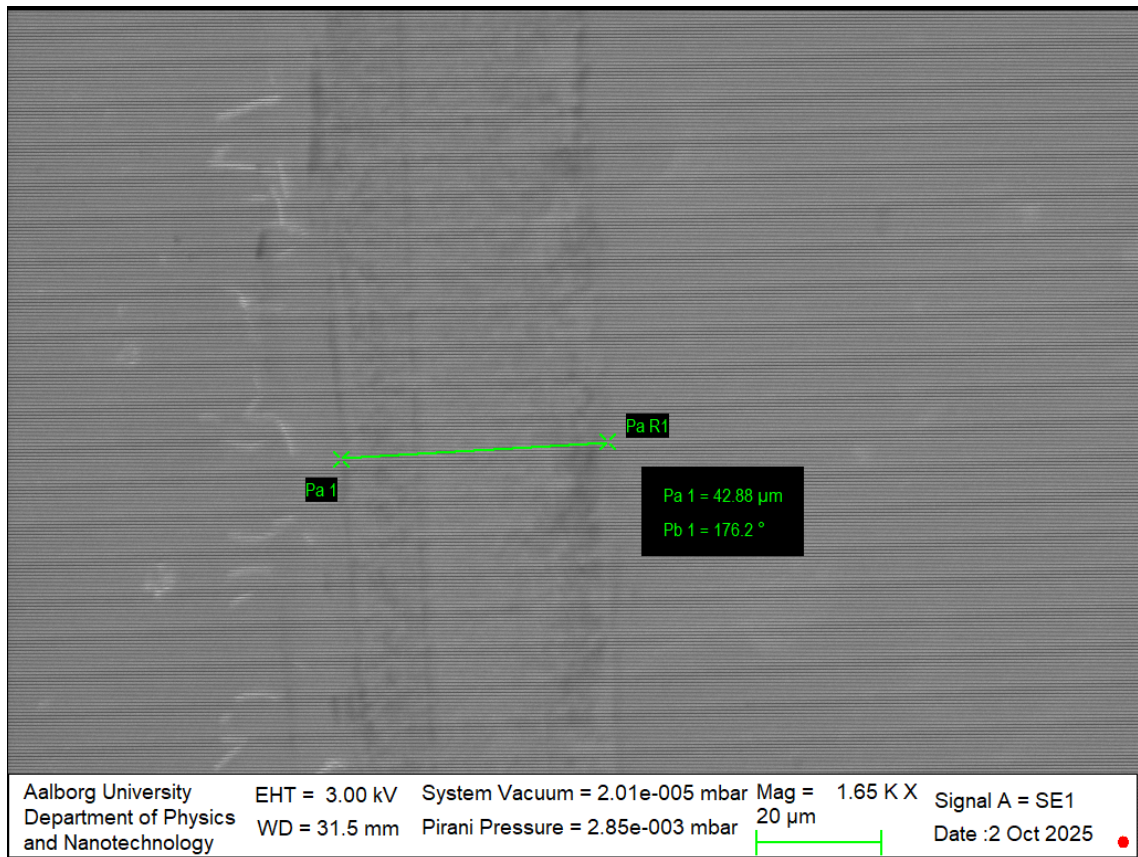 Pa R1
Pa 1
Pa 1 = 42.88 µm
Pb 1 = 176.2 °
Aalborg University
Department of Physics
and Nanotechnology
EHT = 3.00 kV
WD = 31.5 mm
System Vacuum = 2.01e-005 mbar
Pirani Pressure = 2.85e-003 mbar
Mag = 1.65 K X
20 µm
Signal A = SE1
Date :2 Oct 2025